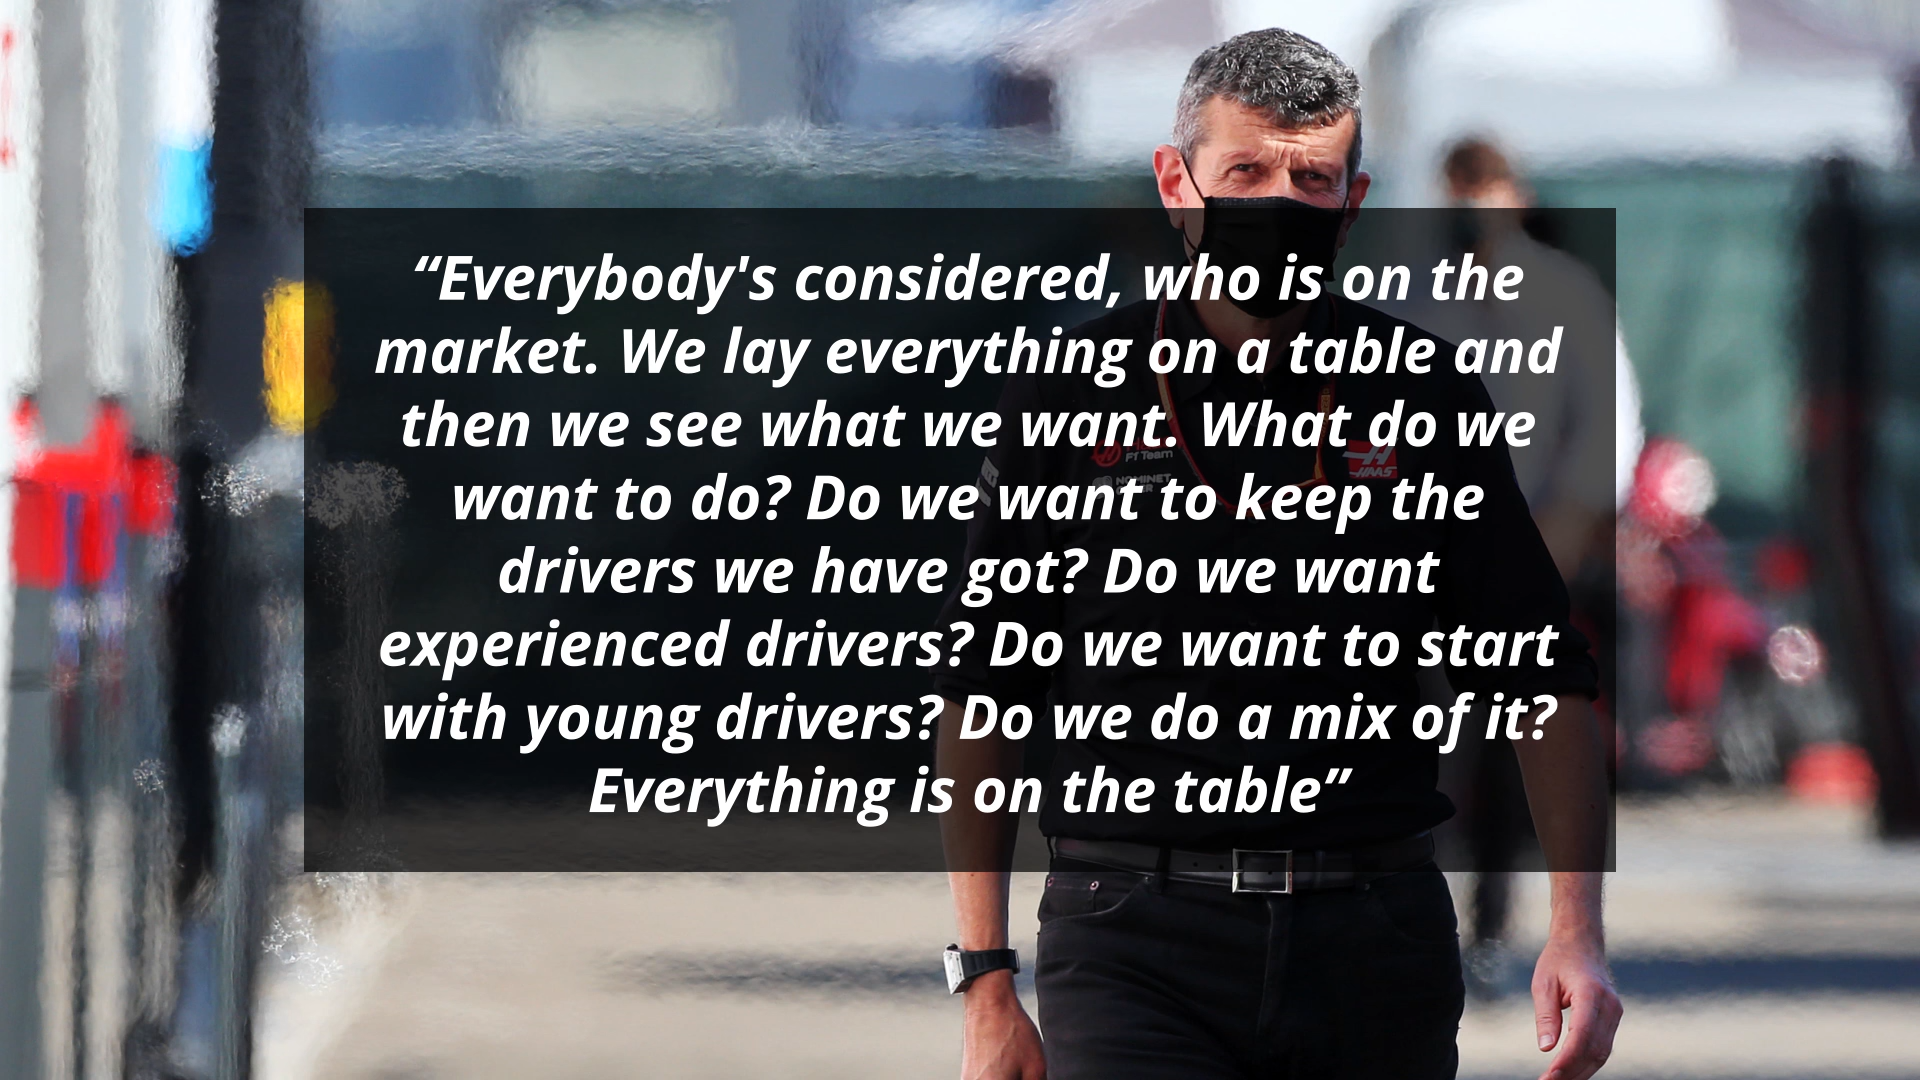 “Everybody's considered, who is on the
market. We lay everything on a table and
then we see what we want. What do we
want to do? Do we want to keep the
drivers we have got? Do we want
experienced drivers? Do we want to start
with young drivers? Do we do a mix of it?
Everything is on the table”
F1 Team
HAAS